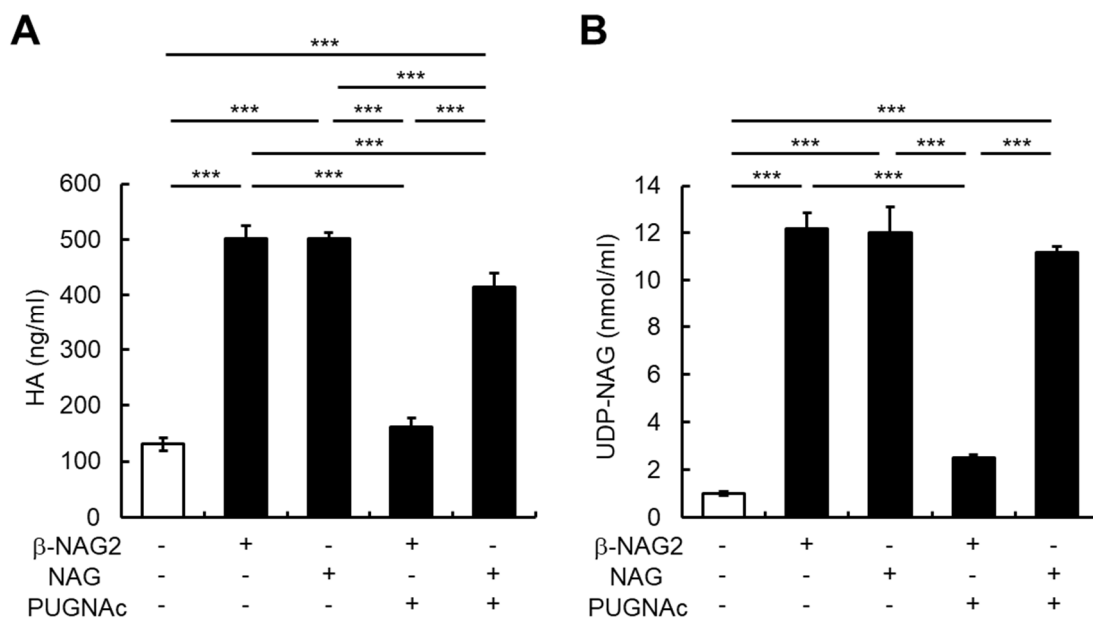 A
***
***
*** *** ***
***
*** ***
600
500
400
300
200
100
0
HA (ng/ml)
β-NAG2 - + - + -
NAG - - + - +
PUGNAc - - - + +
B
***
*** *** ***
*** ***
14
12
10
8
6
4
2
0
UDP-NAG (nmol/ml)
β-NAG2 - + - + -
NAG - - + - +
PUGNAc - - - + +